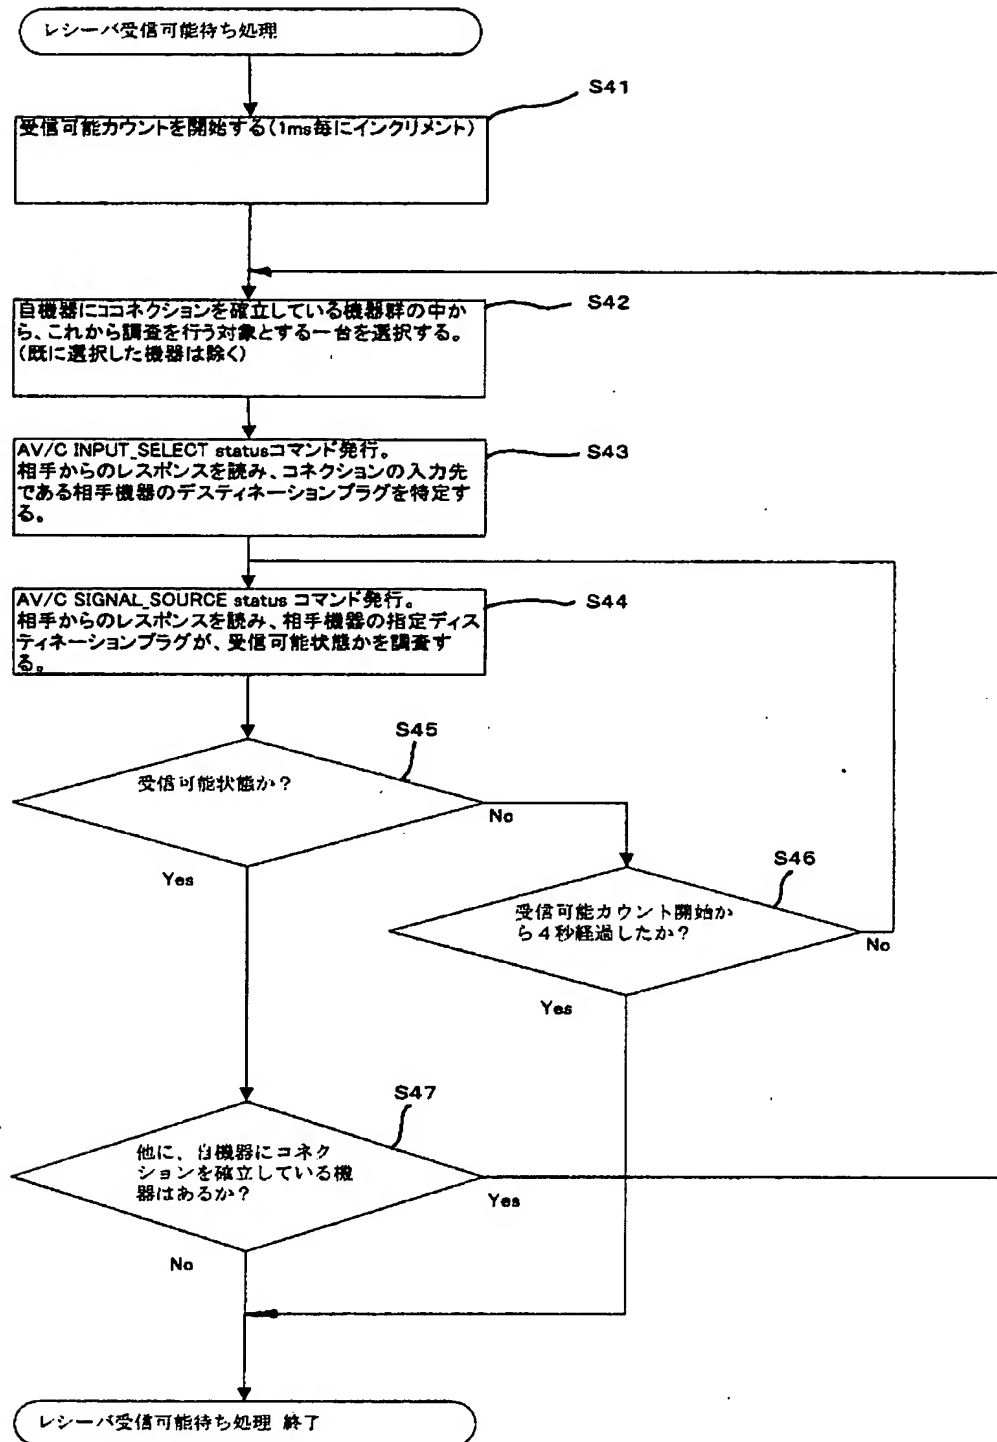 レシーバ受信可能待ち処理
S41
受信可能カウントを開始する(1ms毎にインクリメント)
S42
自機器にココネクションを確立している機器群の中か
ら、これから調査を行う対象とする一台を選択する。
(既に選択した機器は除く)
S43
AV/C INPUT_SELECT statusコマンド発行。
相手からのレスポンスを読み、コネクションの入力先
である相手機器のデスティネーションプラグを特定す
る。
S44
AV/C SIGNAL_SOURCE status コマンド発行。
相手からのレスポンスを読み、相手機器の指定ディス
ティネーションプラグが、受信可能状態かを調査す
る。
S45
受信可能状態か?
No
Yes
S46
受信可能カウント開始か
ら4秒経過したか?
No
Yes
S47
他に、自機器にコネク
ションを確立している機
器はあるか?
Yes
No
レシーバ受信可能待ち処理 終了